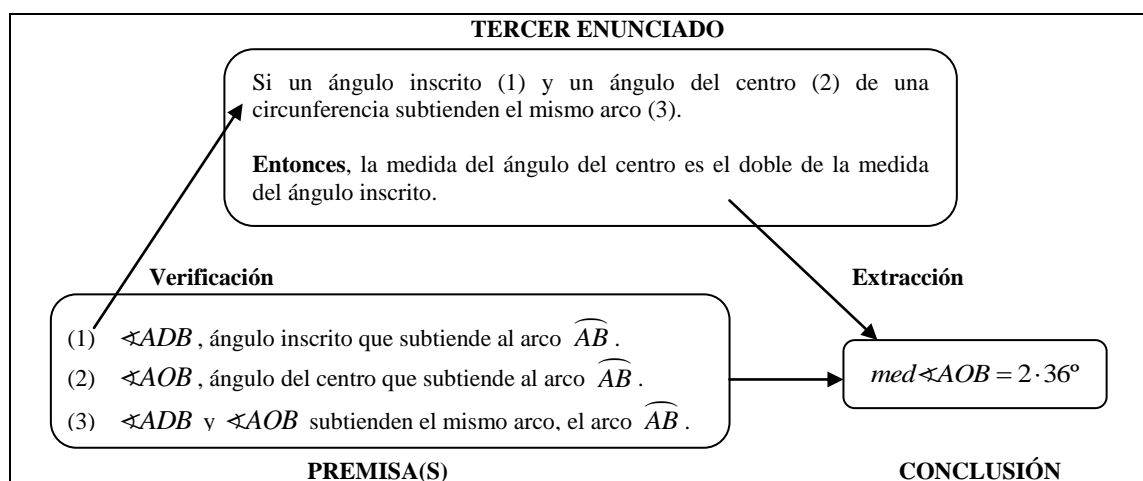 TERCER ENUNCIADO
Si un ángulo inscrito (1) y un ángulo del centro (2) de una
circunferencia subtienden el mismo arco (3).
Entonces, la medida del ángulo del centro es el doble de la medida
del ángulo inscrito.
Verificación
Extracción
(1) ∢ADB, ángulo inscrito que subtiende al arco \widehat{AB}.
(2) ∢AOB, ángulo del centro que subtiende al arco \widehat{AB}.
(3) ∢ADB y ∢AOB subtienden el mismo arco, el arco \widehat{AB}.
med∢AOB = 2·36º
PREMISA(S)
CONCLUSIÓN